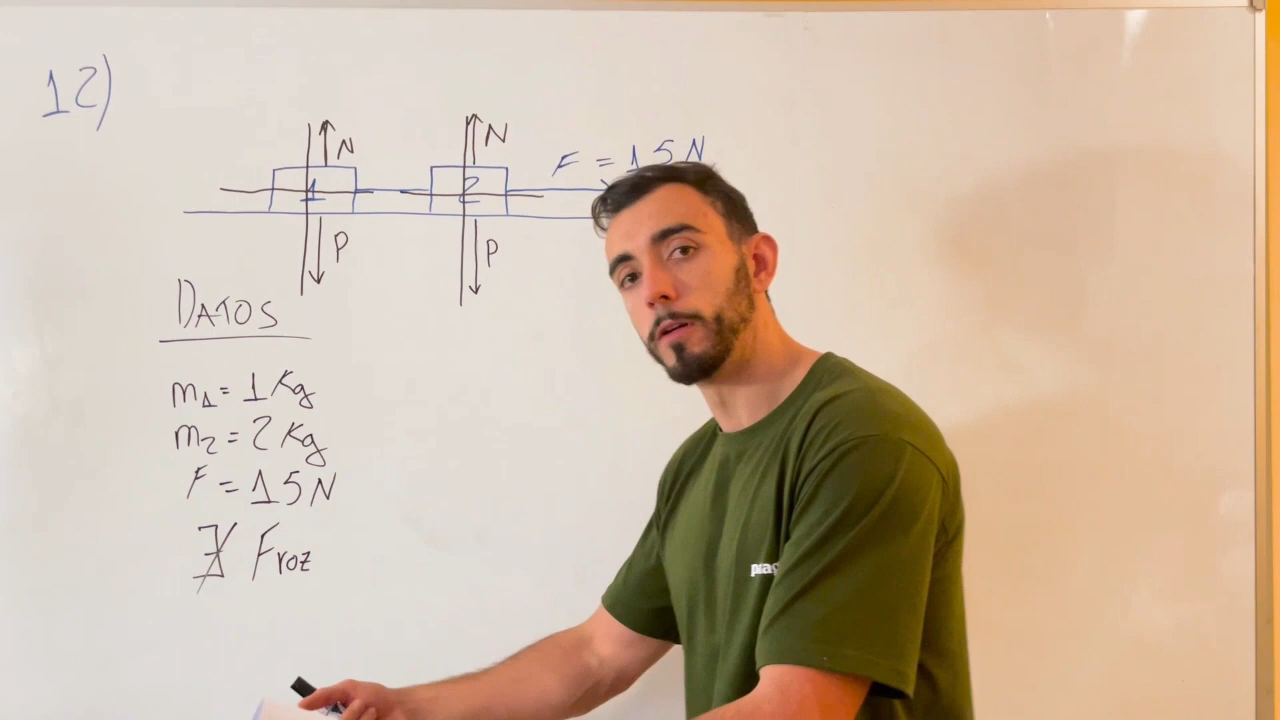 12)
N
N
F = 15 N
1
2
P
P
DATOS
m₁ = 1 Kg
m₂ = 2 Kg
F = 15 N
∄ Froz